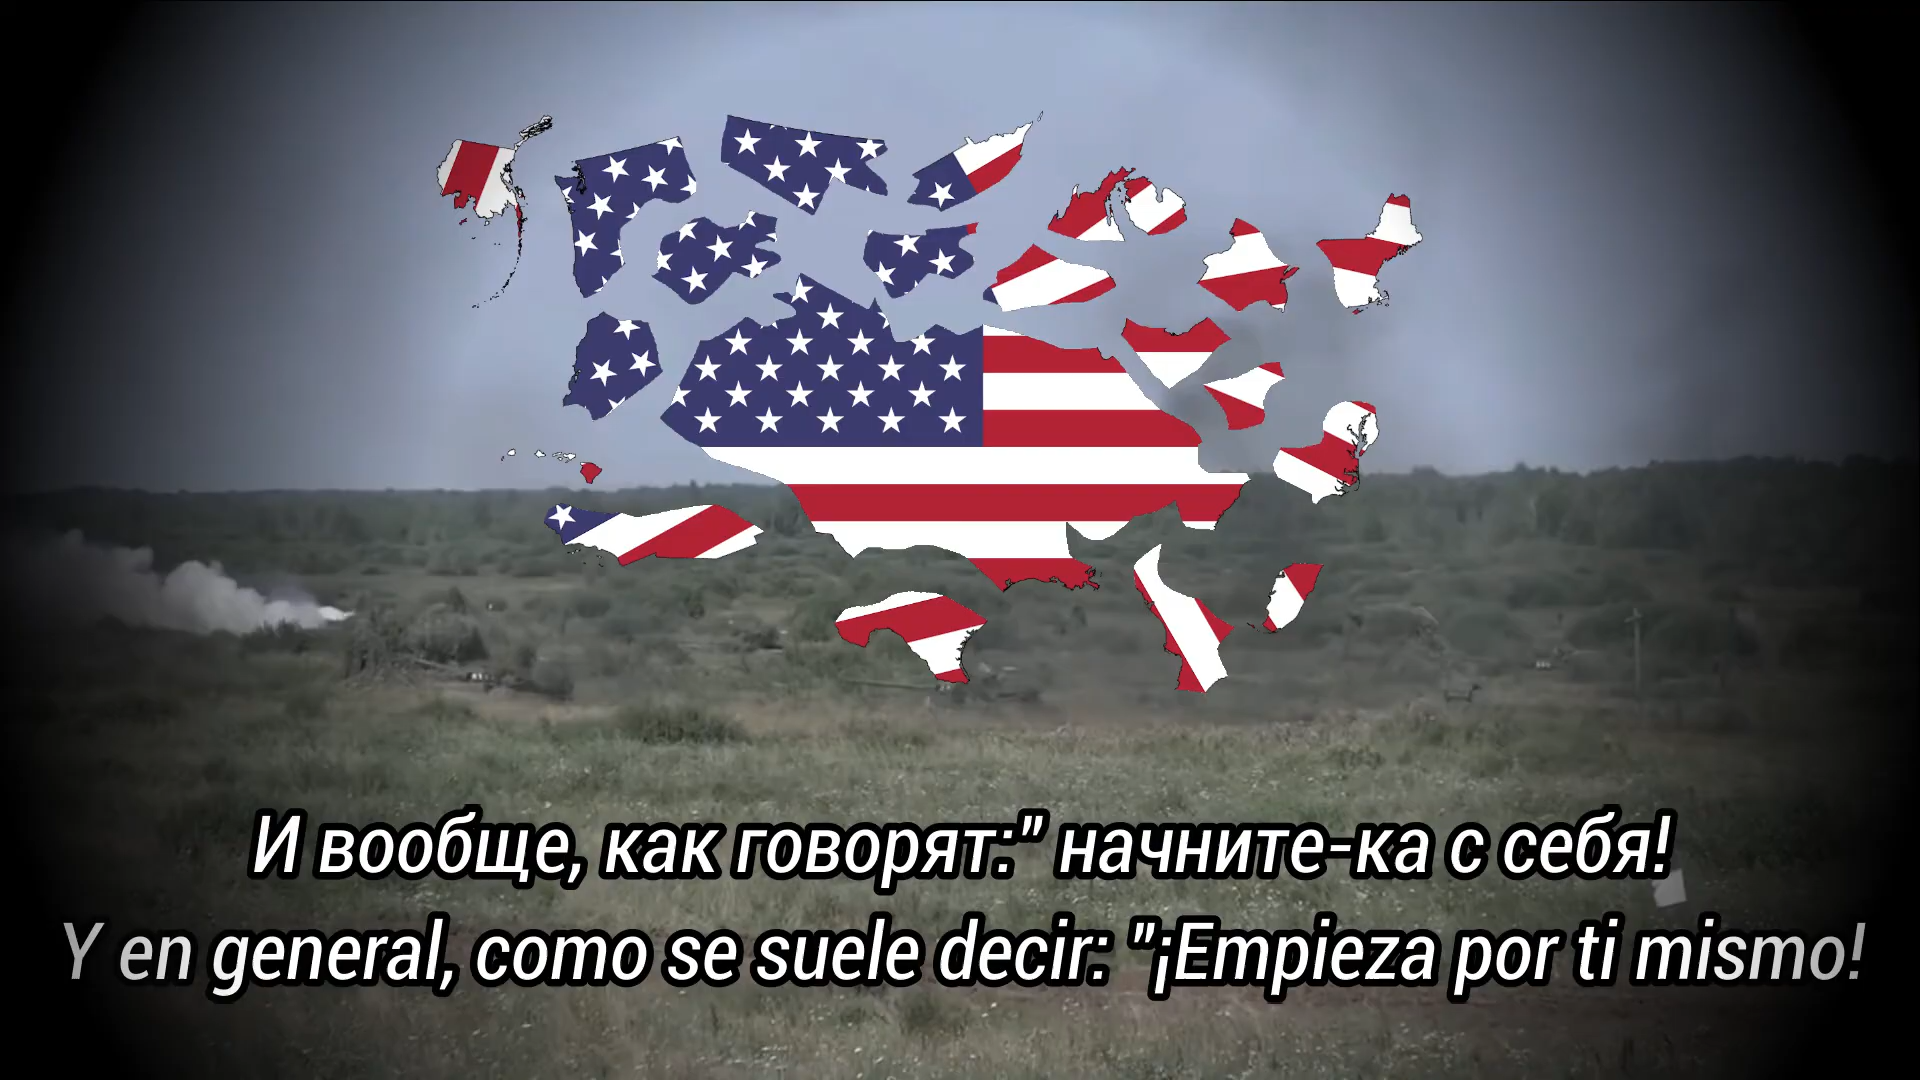 И вообще, как говорят:" начните-ка с себя!
Y en general, como se suele decir: "¡Empieza por ti mismo!